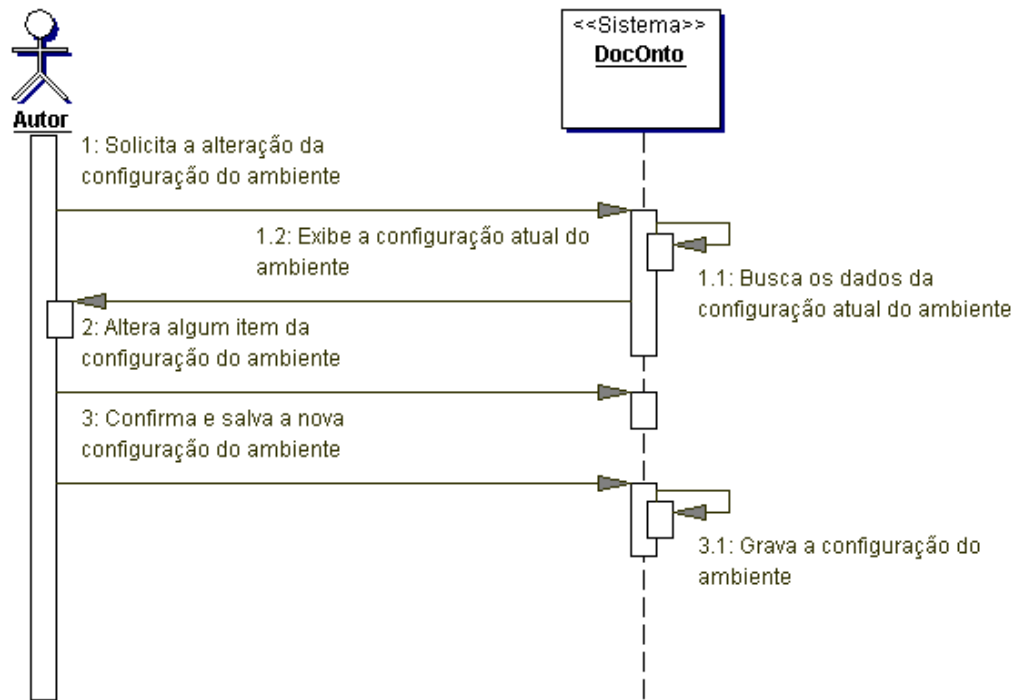 <<Sistema>>
DocOnto
Autor
1: Solicita a alteração da
configuração do ambiente
1.2: Exibe a configuração atual do
ambiente
1.1: Busca os dados da
configuração atual do ambiente
2: Altera algum item da
configuração do ambiente
3: Confirma e salva a nova
configuração do ambiente
3.1: Grava a configuração do
ambiente